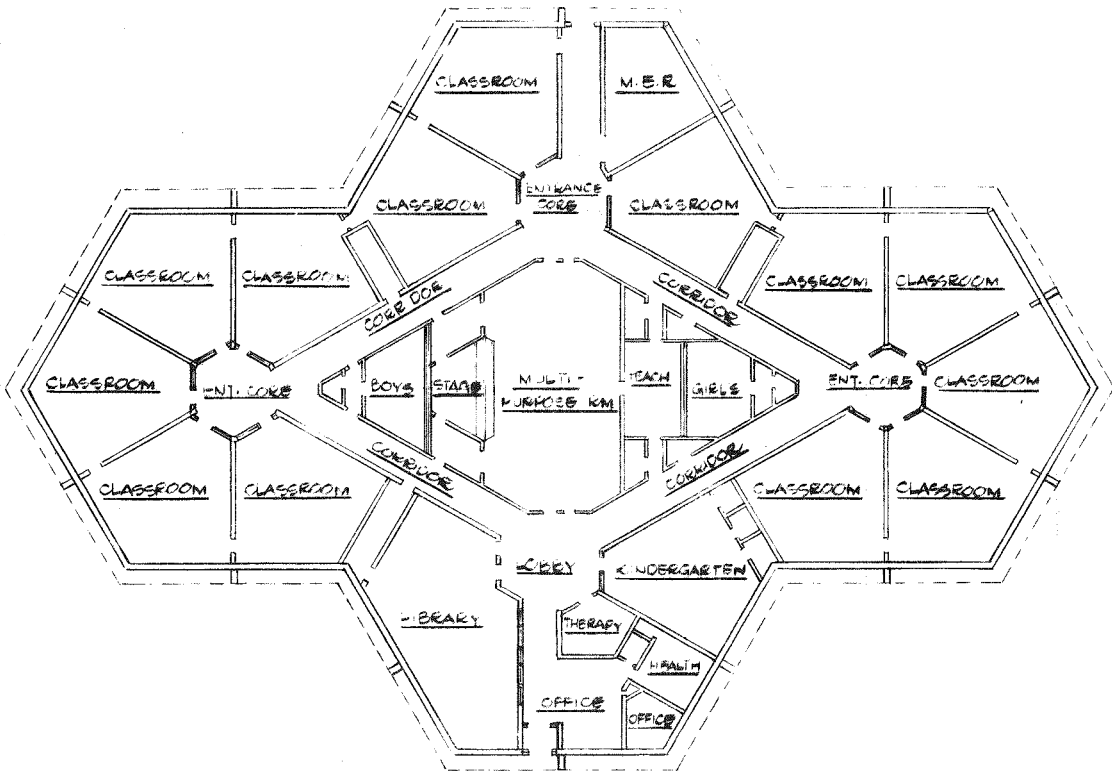 CLASSROOM
M.E.R
CLASSROOM
ENTRANCE
CORE
CLASSROOM
CLASSROOM
CLASSROOM
CLASSROOM
CLASSROOM
CORRIDOR
CORRIDOR
CLASSROOM
ENT. CORE
BOYS
STAGE
MULTI-
PURPOSE RM
TEACH
GIRLS
ENT. CORE
CLASSROOM
CLASSROOM
CLASSROOM
CORRIDOR
CORRIDOR
CLASSROOM
CLASSROOM
LOBBY
KINDERGARTEN
LIBRARY
THERAPY
HEALTH
OFFICE
OFFICE